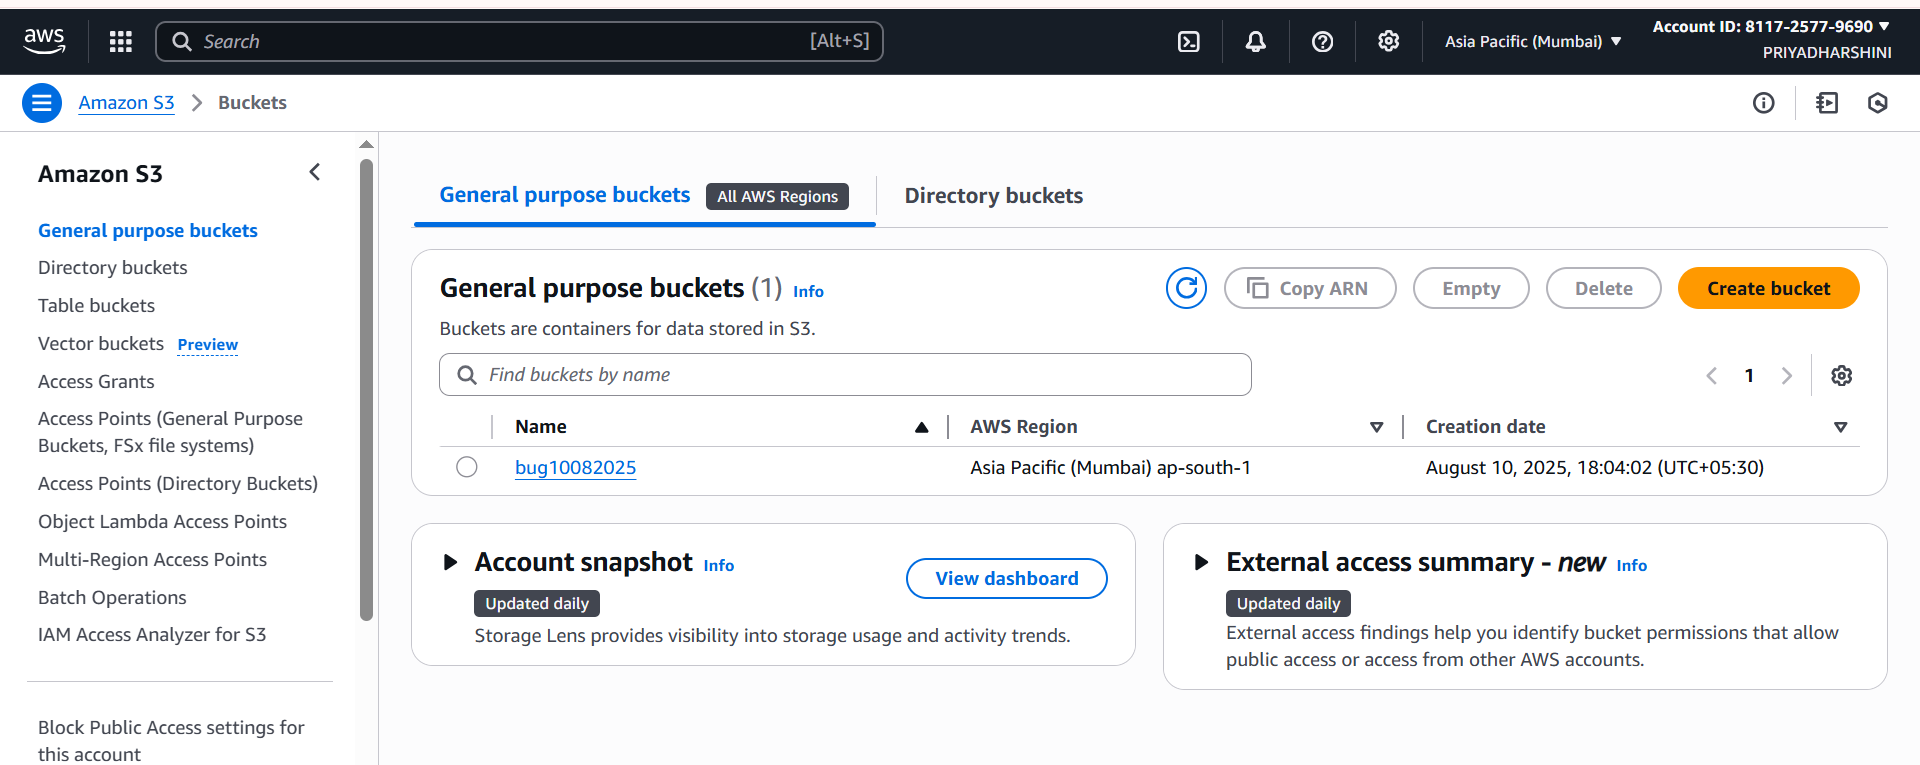 aws
Search [Alt+S]
Asia Pacific (Mumbai)
Account ID: 8117-2577-9690
PRIYADHARSHINI
Amazon S3 Buckets
Amazon S3
General purpose buckets
Directory buckets
Table buckets
Vector buckets Preview
Access Grants
Access Points (General Purpose
Buckets, FSx file systems)
Access Points (Directory Buckets)
Object Lambda Access Points
Multi-Region Access Points
Batch Operations
IAM Access Analyzer for S3
Block Public Access settings for
this account
General purpose buckets All AWS Regions Directory buckets
General purpose buckets (1) Info
Copy ARN Empty Delete Create bucket
Buckets are containers for data stored in S3.
Find buckets by name
1
Name AWS Region Creation date
bug10082025 Asia Pacific (Mumbai) ap-south-1 August 10, 2025, 18:04:02 (UTC+05:30)
Account snapshot Info
View dashboard
Updated daily
Storage Lens provides visibility into storage usage and activity trends.
External access summary - new Info
Updated daily
External access findings help you identify bucket permissions that allow
public access or access from other AWS accounts.